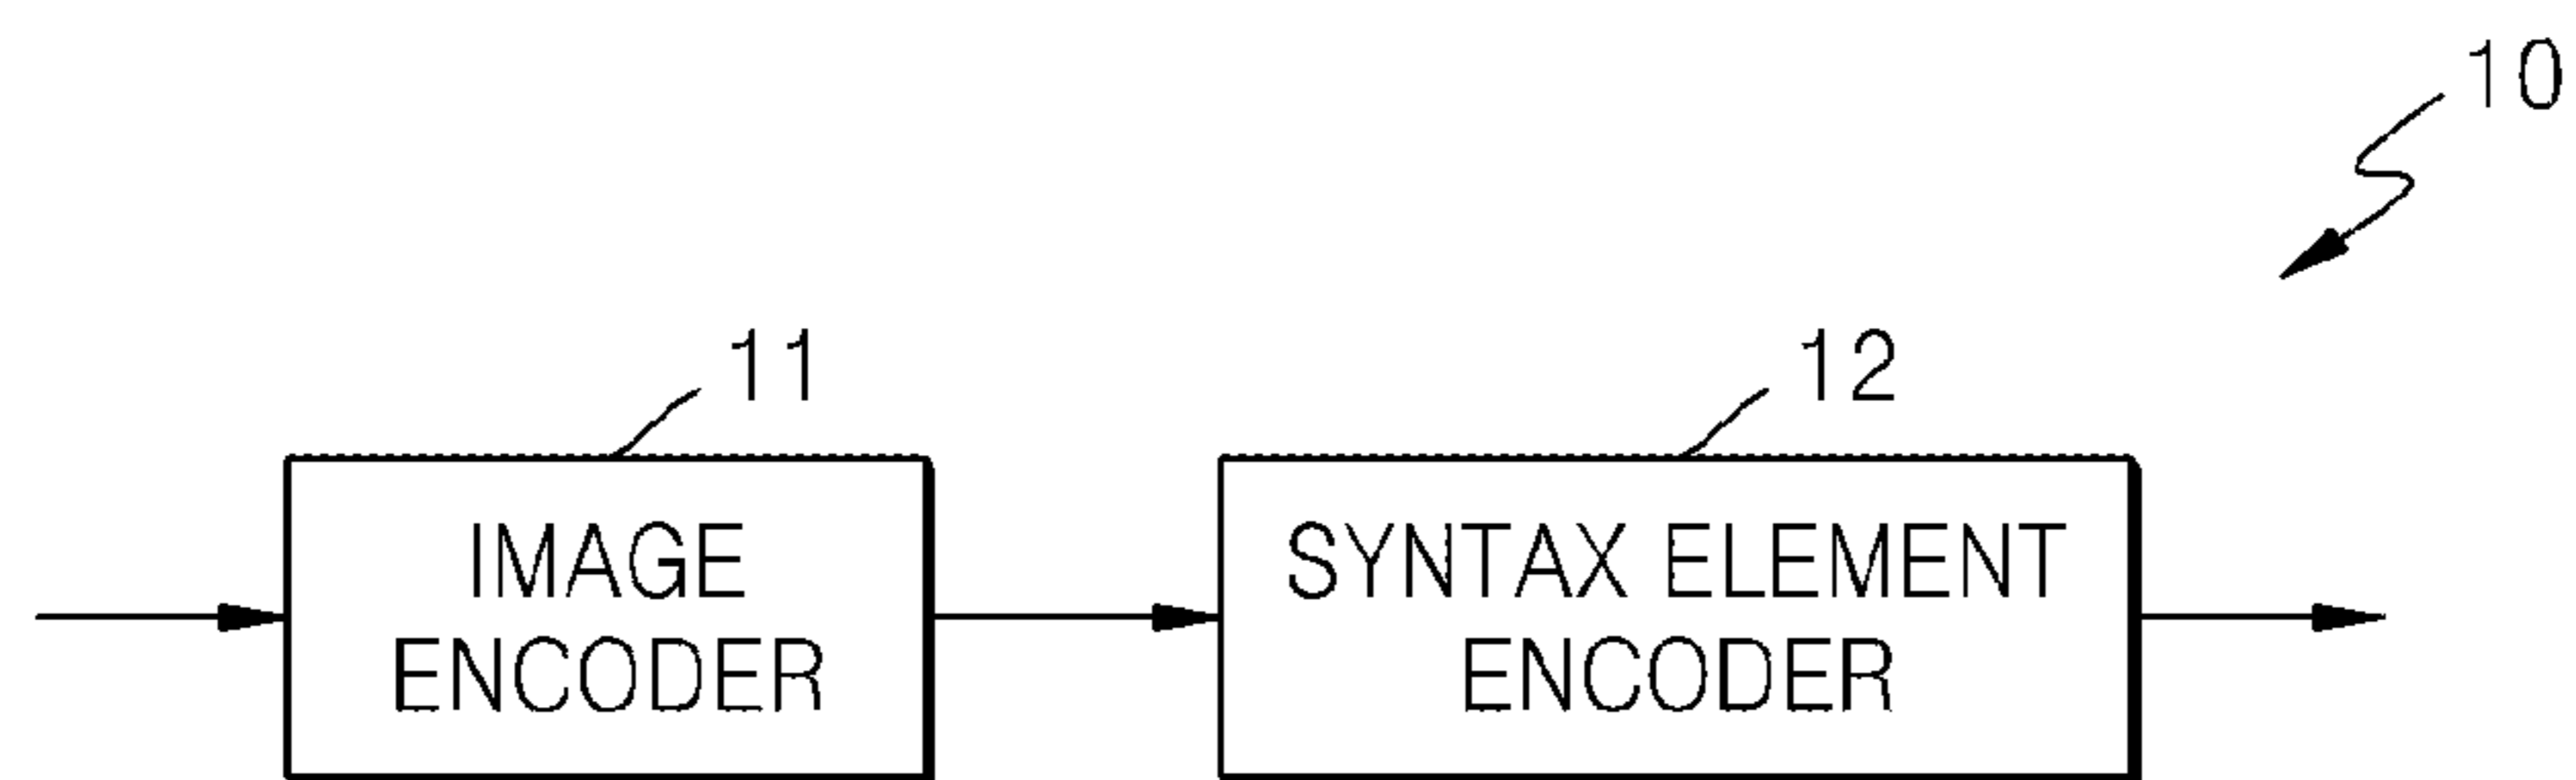 10
11
12
IMAGE
ENCODER
SYNTAX ELEMENT
ENCODER